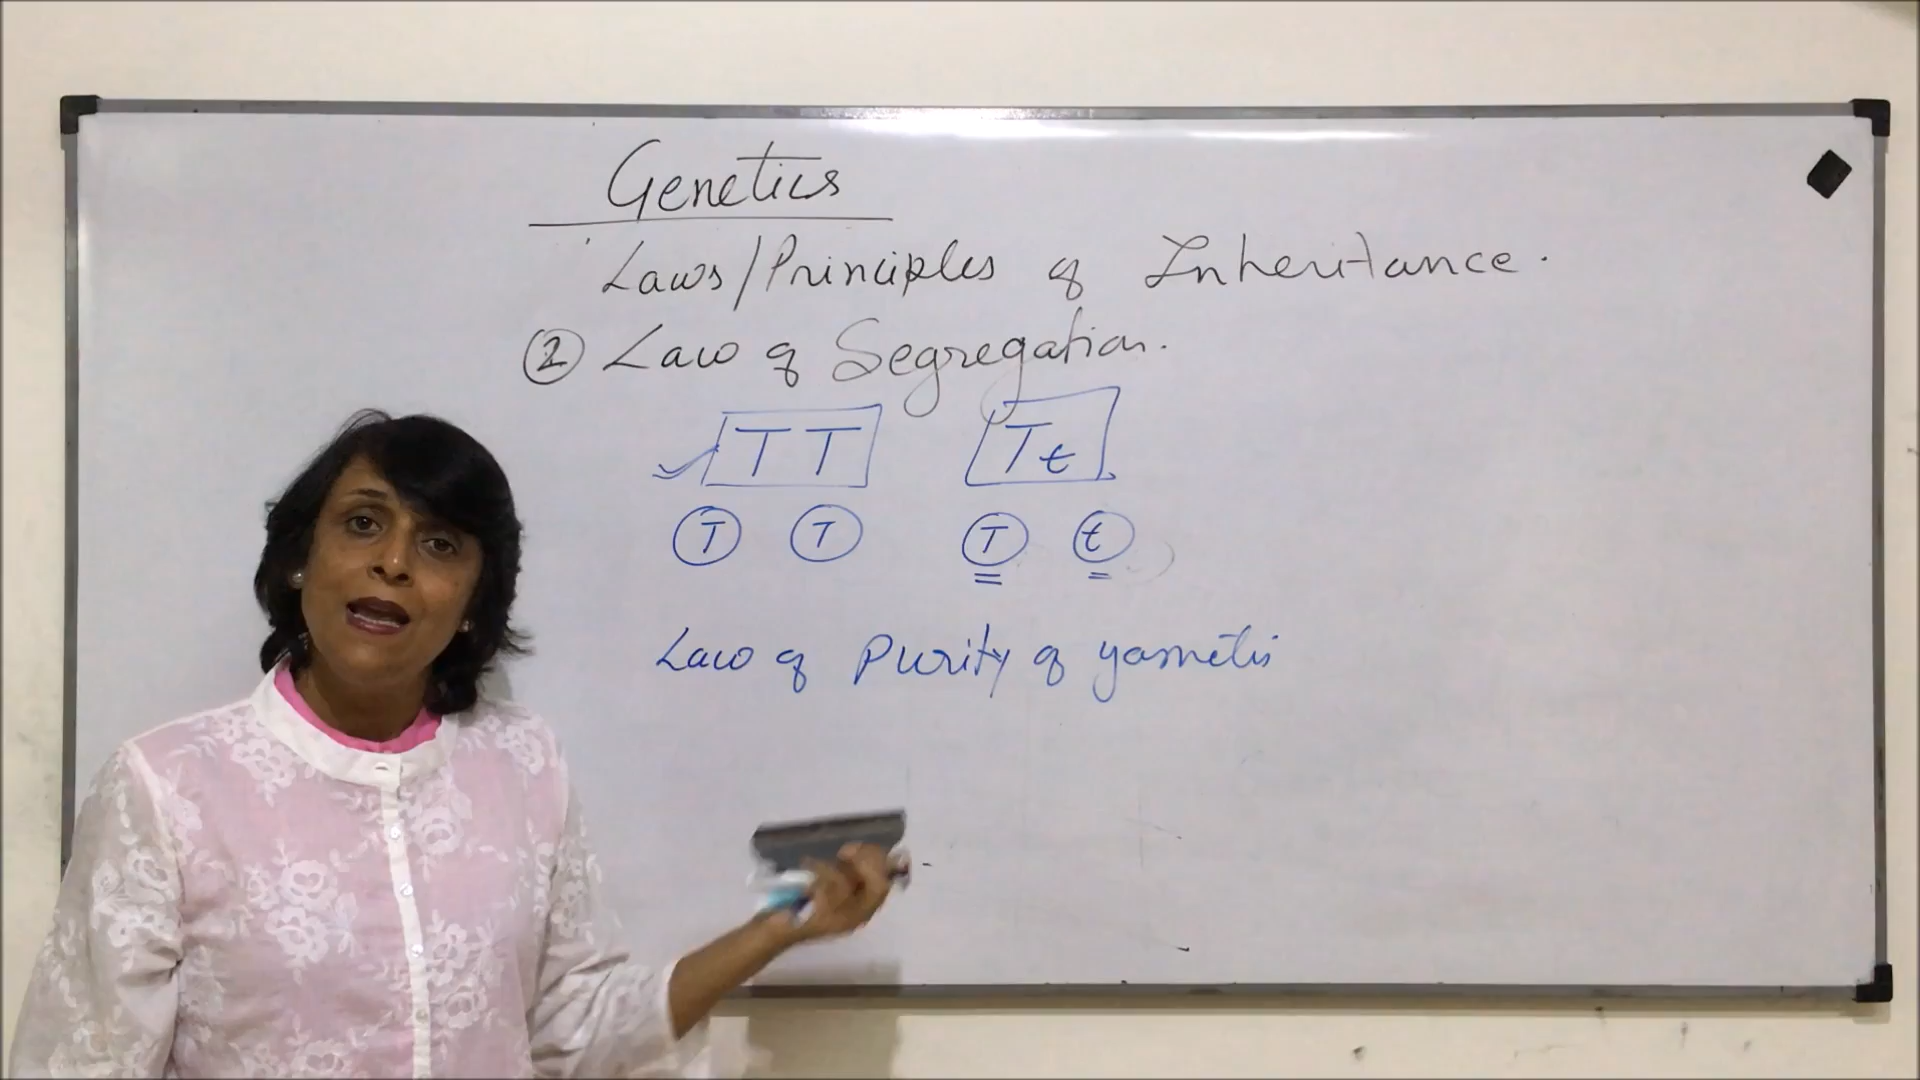 Genetics
Laws/Principles of Inheritance.
2 Law of Segregation.
TT Tt
T T T t
Law of Purity of gametes